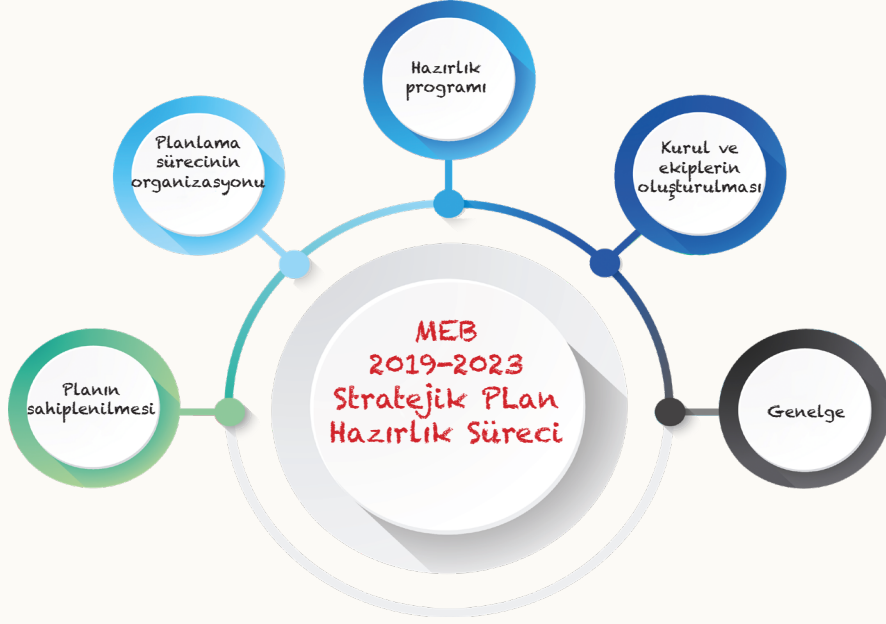 Hazırlık
programı
Planlama
sürecinin
organizasyonu
Kurul ve
ekiplerin
oluşturulması
Planın
sahiplenilmesi
MEB
2019-2023
Stratejik PLan
Hazırlık Süreci
Genelge